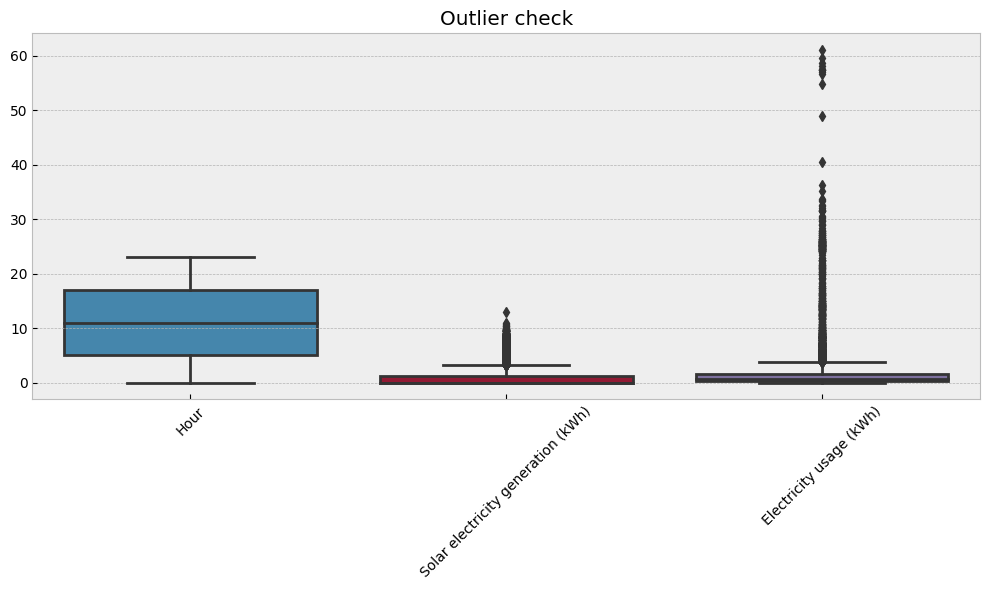 Outlier check
60
50
40
30
20
10
0
Hour
Solar electricity generation (kWh)
Electricity usage (kWh)